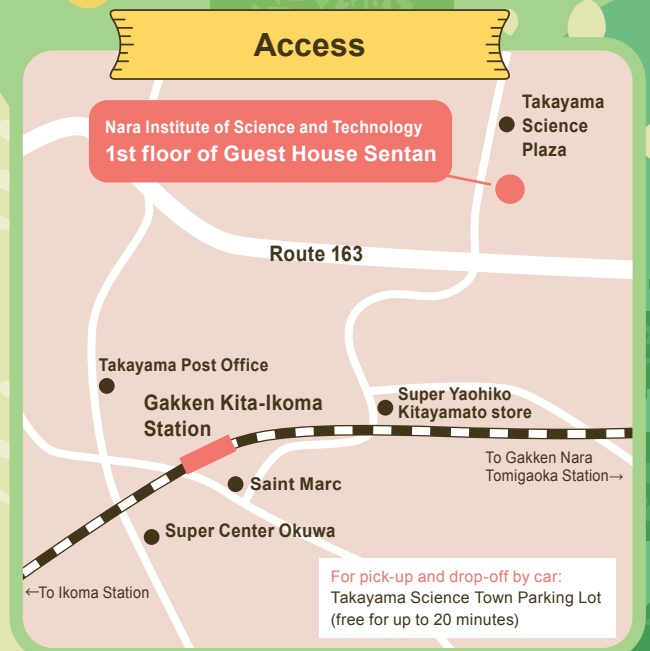 Access
Takayama
Science
Plaza
Nara Institute of Science and Technology
1st floor of Guest House Sentan
Route 163
Takayama Post Office
Gakken Kita-Ikoma
Station
Super Yaohiko
Kitayamato store
To Gakken Nara
Tomigaoka Station→
Saint Marc
Super Center Okuwa
←To Ikoma Station
For pick-up and drop-off by car:
Takayama Science Town Parking Lot
(free for up to 20 minutes)